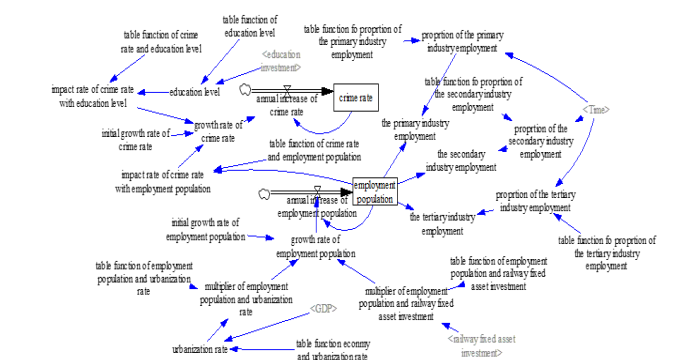 table function of crime
rate and education level
table function of
education level
<education
investment>
table function fo proprtion of
the primary industry
employment
proprtion of the primary
industry employment
impact rate of crime rate
with education level
education level
annual increase of
crime rate
crime rate
table function fo proprtion of
the secondary industry
employment
<Time>
initial growth rate of
crime rate
growth rate of
crime rate
the primary industry
employment
proprtion of the
secondary industry
employment
table function of crime rate
and employment population
the secondary
industry employment
impact rate of crime rate
with employment population
employment
population
annual increase of
employment population
proprtion of the tertiary
industry employment
the tertiary industry
employment
initial growth rate of
employment population
growth rate of
employment population
table function fo proprtion of
the tertiary industry
employment
table function of employment
population and urbanization
rate
multiplier of employment
population and urbanization
rate
<GDP>
multiplier of employment
population and railway fixed
asset investment
table function of employment
population and railway fixed
asset investment
urbanization rate
table function econmy
and urbanization rate
<railway fixed asset
investment>